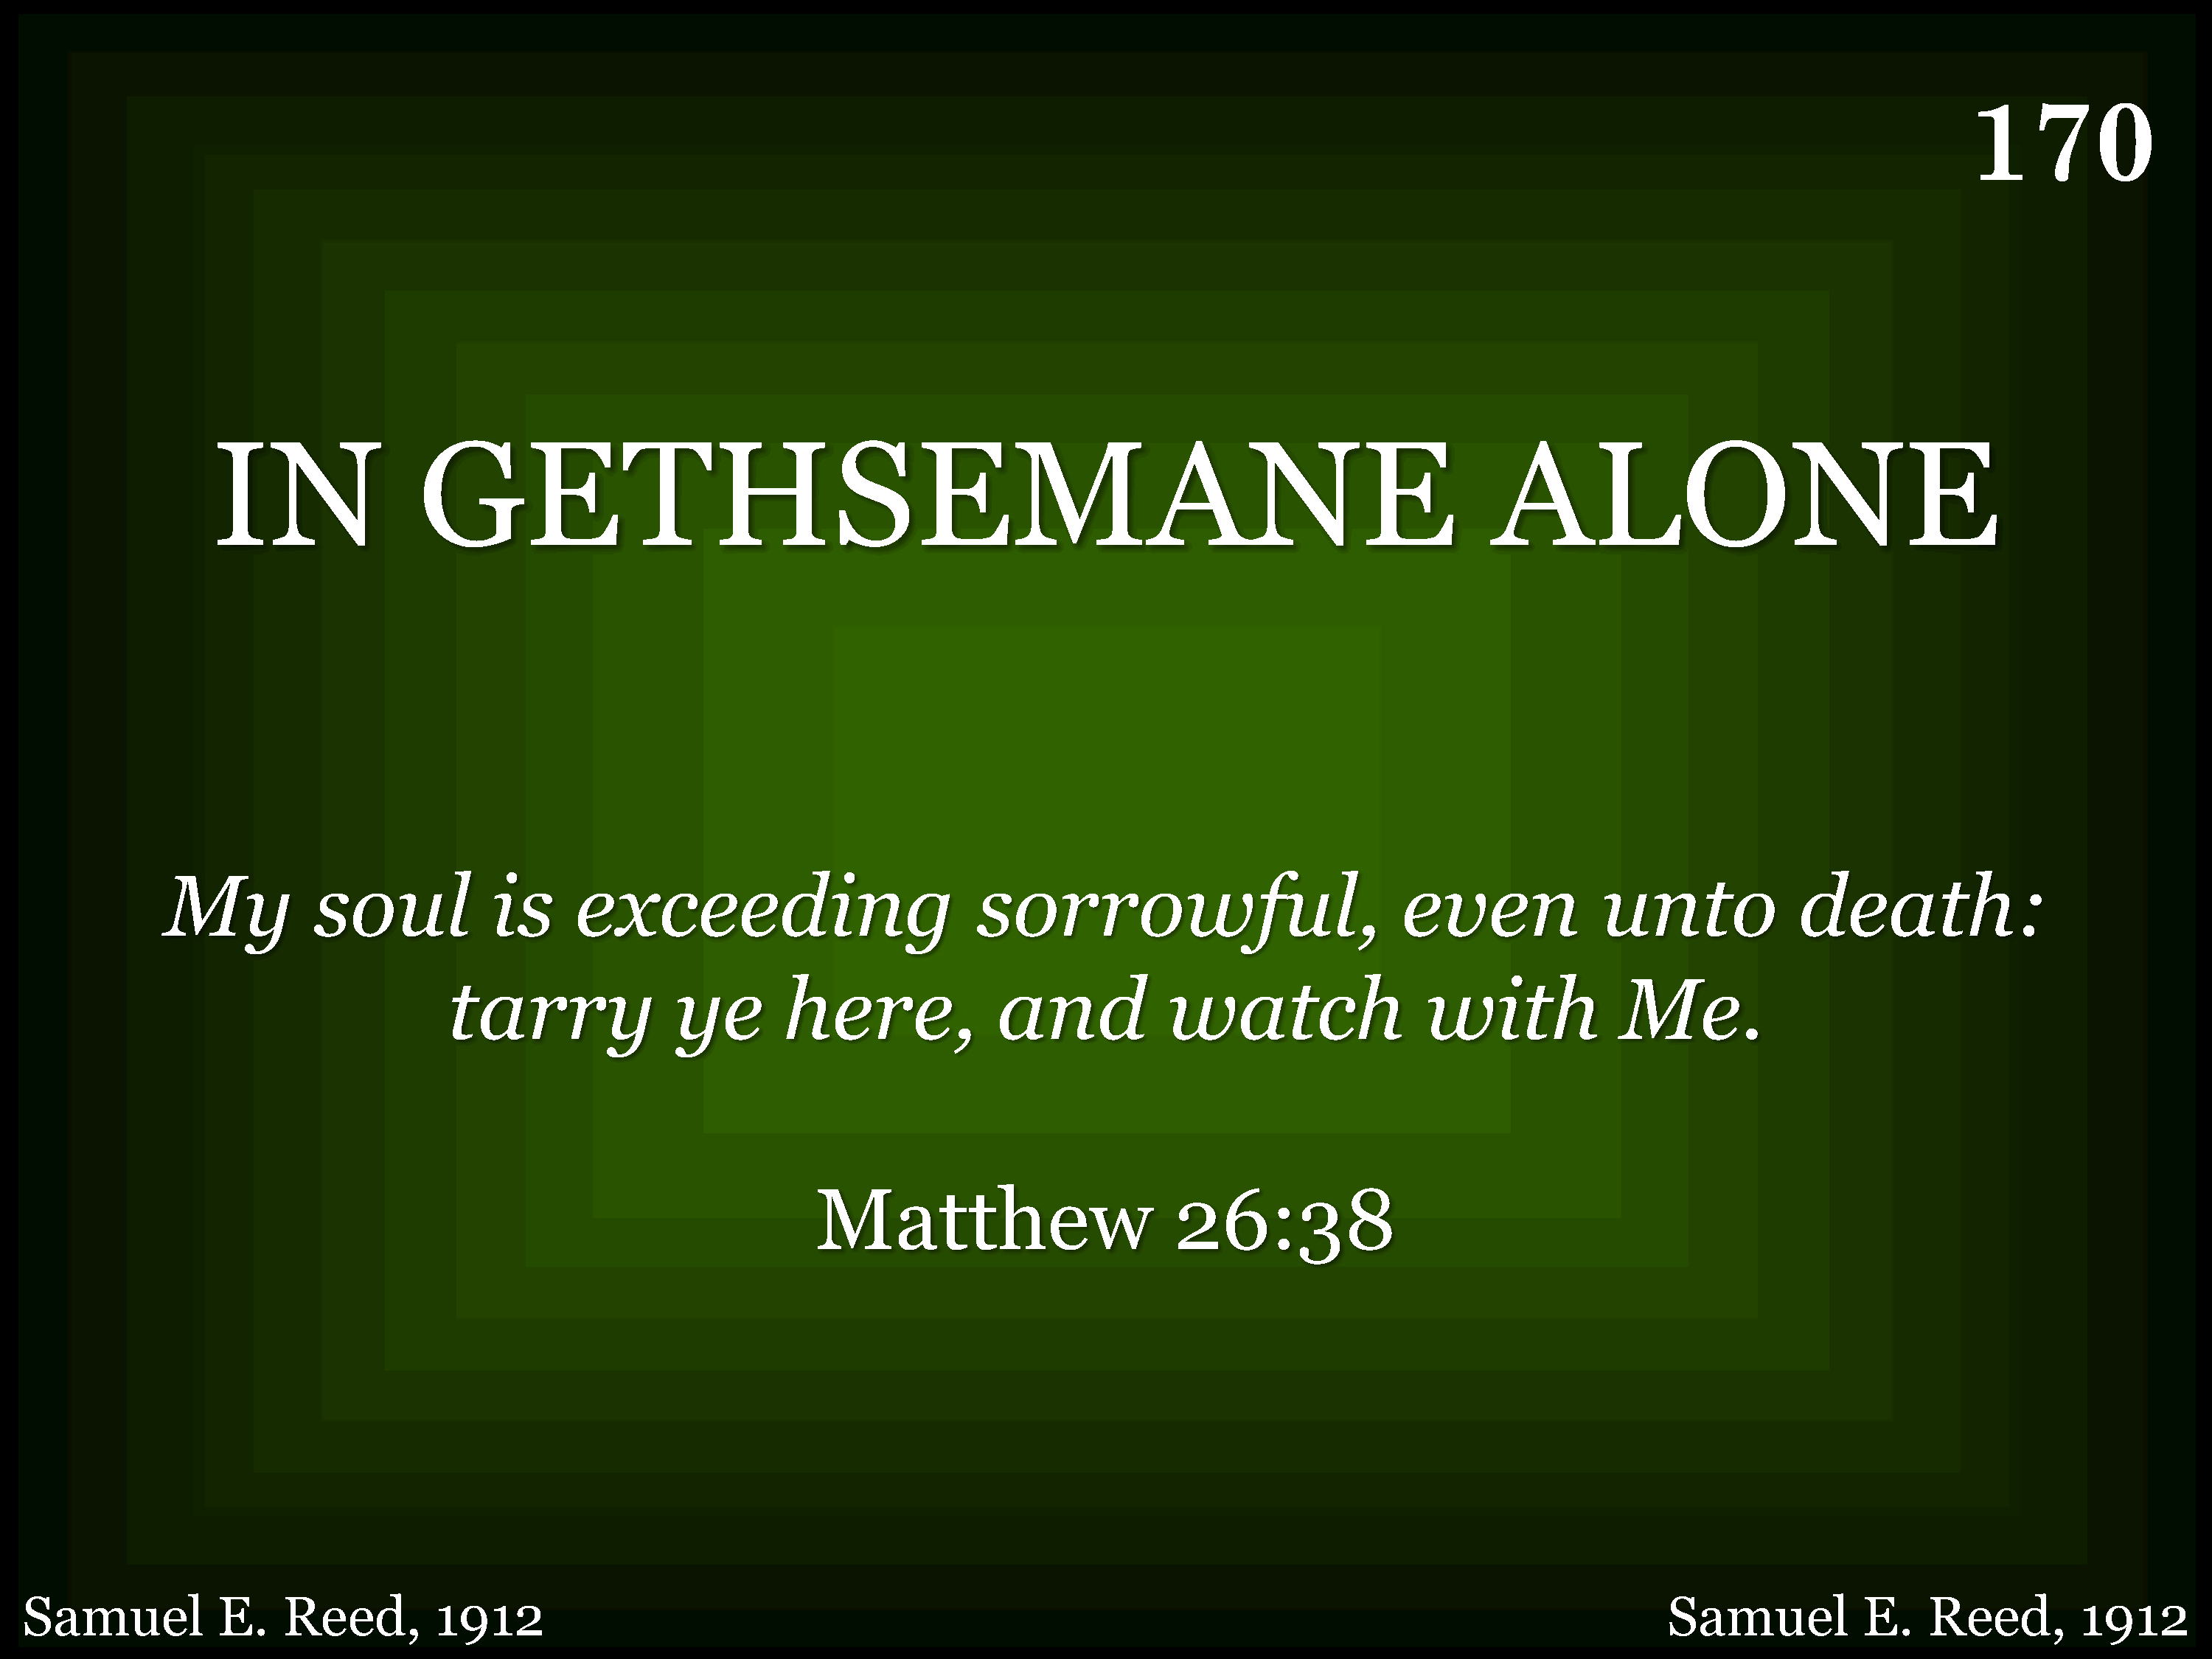 170
IN GETHSEMANE ALONE
My soul is exceeding sorrowful, even unto death:
tarry ye here, and watch with Me.
Matthew 26:38
Samuel E. Reed, 1912
Samuel E. Reed, 1912